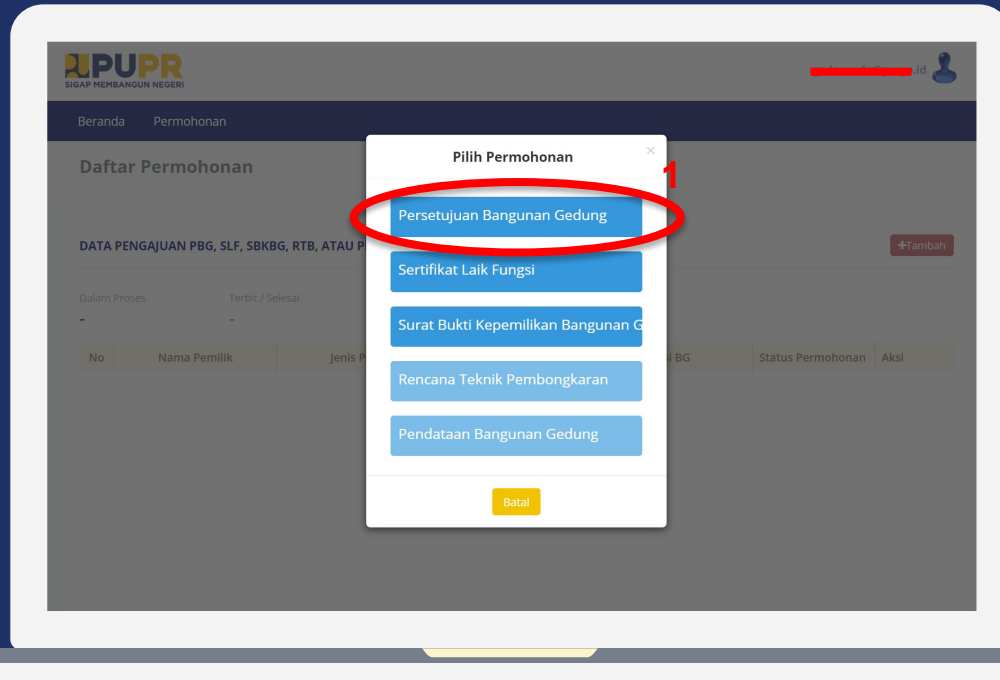 PUPR
SIGAP MEMBANGUN NEGERI
.id
Beranda Permohonan
Daftar Permohonan
Pilih Permohonan ×
1
Persetujuan Bangunan Gedung
DATA PENGAJUAN PBG, SLF, SBKBG, RTB, ATAU P
+Tambah
Sertifikat Laik Fungsi
Dalam Proses Terbit / Selesai
- -
Surat Bukti Kepemilikan Bangunan G
No Nama Pemilik Jenis P si BG Status Permohonan Aksi
Rencana Teknik Pembongkaran
Pendataan Bangunan Gedung
Batal